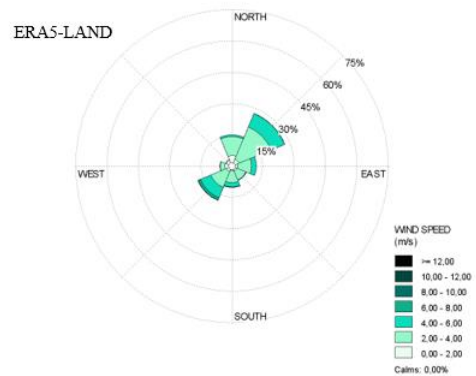 ERA5-LAND
NORTH
75%
60%
45%
30%
15%
WEST
EAST
SOUTH
WIND SPEED
(m/s)
>= 12,00
10,00 - 12,00
8,00 - 10,00
6,00 - 8,00
4,00 - 6,00
2,00 - 4,00
0,00 - 2,00
Calms: 0,00%